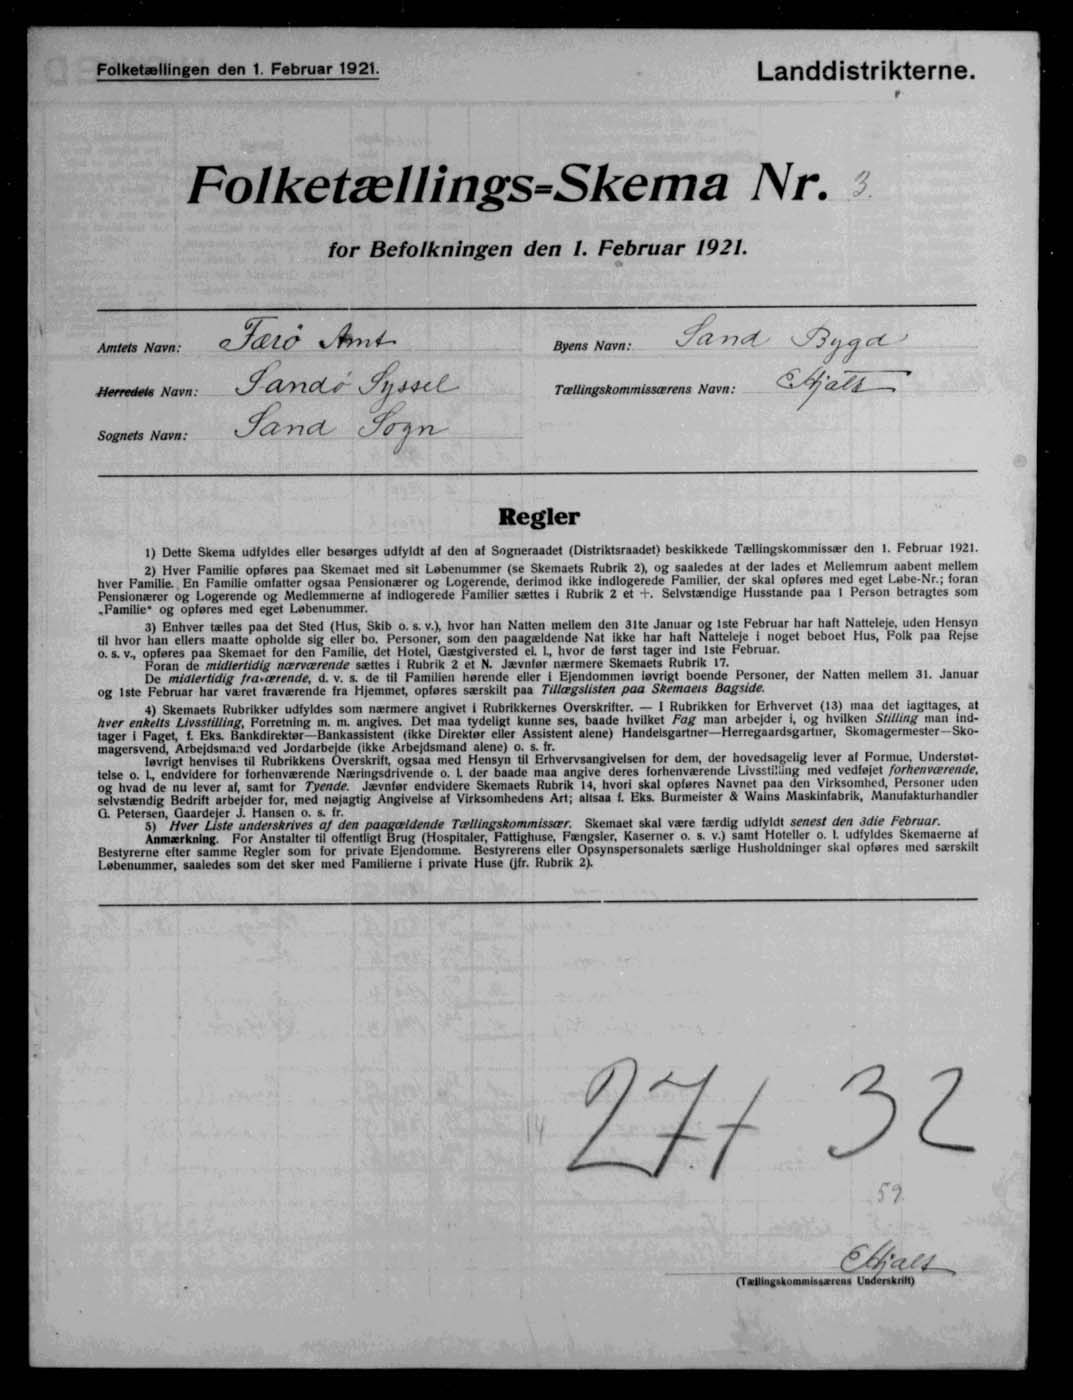 Folketællingen den 1. Februar 1921.
Landdistrikterne.
Folketællings=Skema Nr. 3.
for Befolkningen den 1. Februar 1921.
Amtets Navn: Færø Amt
Byens Navn: Sand Bygd
Herredets Navn: Sandø Syssel
Tællingskommissærens Navn: EHjalt
Sognets Navn: Sand Sogn
Regler
1) Dette Skema udfyldes eller besørges udfyldt af den af Sogneraadet (Distriktsraadet) beskikkede Tællingskommissær den 1. Februar 1921.
2) Hver Familie opføres paa Skemaet med sit Løbenummer (se Skemaets Rubrik 2), og saaledes at der lades et Mellemrum aabent mellem
hver Familie. En Familie omfatter ogsaa Pensionærer og Logerende, derimod ikke indlogerede Familier, der skal opføres med eget Løbe-Nr.; foran
Pensionærer og Logerende og Medlemmerne af indlogerede Familier sættes i Rubrik 2 et +. Selvstændige Husstande paa 1 Person betragtes som
„Familie“ og opføres med eget Løbenummer.
3) Enhver tælles paa det Sted (Hus, Skib o. s. v.), hvor han Natten mellem den 31te Januar og 1ste Februar har haft Natteleje, uden Hensyn
til hvor han ellers maatte opholde sig eller bo. Personer, som den paagældende Nat ikke har haft Natteleje i noget beboet Hus, Folk paa Rejse
o. s. v., opføres paa Skemaet for den Familie, det Hotel, Gæstgiversted el. l., hvor de først tager ind 1ste Februar.
Foran de midlertidig nærværende sættes i Rubrik 2 et N. Jævnfør nærmere Skemaets Rubrik 17.
De midlertidig fraværende, d. v. s. de til Familien hørende eller i Ejendommen iøvrigt boende Personer, der Natten mellem 31. Januar
og 1ste Februar har været fraværende fra Hjemmet, opføres særskilt paa Tillægslisten paa Skemaets Bagside.
4) Skemaets Rubrikker udfyldes som nærmere angivet i Rubrikkernes Overskrifter. — I Rubrikken for Erhvervet (13) maa det iagttages, at
hver enkelts Livsstilling, Forretning m. m. angives. Det maa tydeligt kunne ses, baade hvilket Fag man arbejder i, og hvilken Stilling man ind-
tager i Faget, f. Eks. Bankdirektør—Bankassistent (ikke Direktør eller Assistent alene) Handelsgartner—Herregaardsgartner, Skomagermester—Sko-
magersvend, Arbejdsmand ved Jordarbejde (ikke Arbejdsmand alene) o. s. fr.
Iøvrigt henvises til Rubrikkens Overskrift, ogsaa med Hensyn til Erhvervsangivelsen for dem, der hovedsagelig lever af Formue, Understøt-
telse o. l., endvidere for forhenværende Næringsdrivende o. l. der baade maa angive deres forhenværende Livsstilling med vedføjet forhenværende,
og hvad de nu lever af, samt for Tyende. Jævnfør endvidere Skemaets Rubrik 14, hvori skal opføres Navnet paa den Virksomhed, Personer uden
selvstændig Bedrift arbejder for, med nøjagtig Angivelse af Virksomhedens Art; altsaa f. Eks. Burmeister & Wains Maskinfabrik, Manufakturhandler
G. Petersen, Gaardejer J. Hansen o. s. fr.
5) Hver Liste underskrives af den paagældende Tællingskommissær. Skemaet skal være færdig udfyldt senest den 3die Februar.
Anmærkning. For Anstalter til offentligt Brug (Hospitaler, Fattighuse, Fængsler, Kaserner o. s. v.) samt Hoteller o. l. udfyldes Skemaerne af
Bestyrerne efter samme Regler som for private Ejendomme. Bestyrerens eller Opsynspersonalets særlige Husholdninger skal opføres med særskilt
Løbenummer, saaledes som det sker med Familierne i private Huse (jfr. Rubrik 2).
14 27+ 32
59.
EHjalt
(Tællingskommissærens Underskrift)